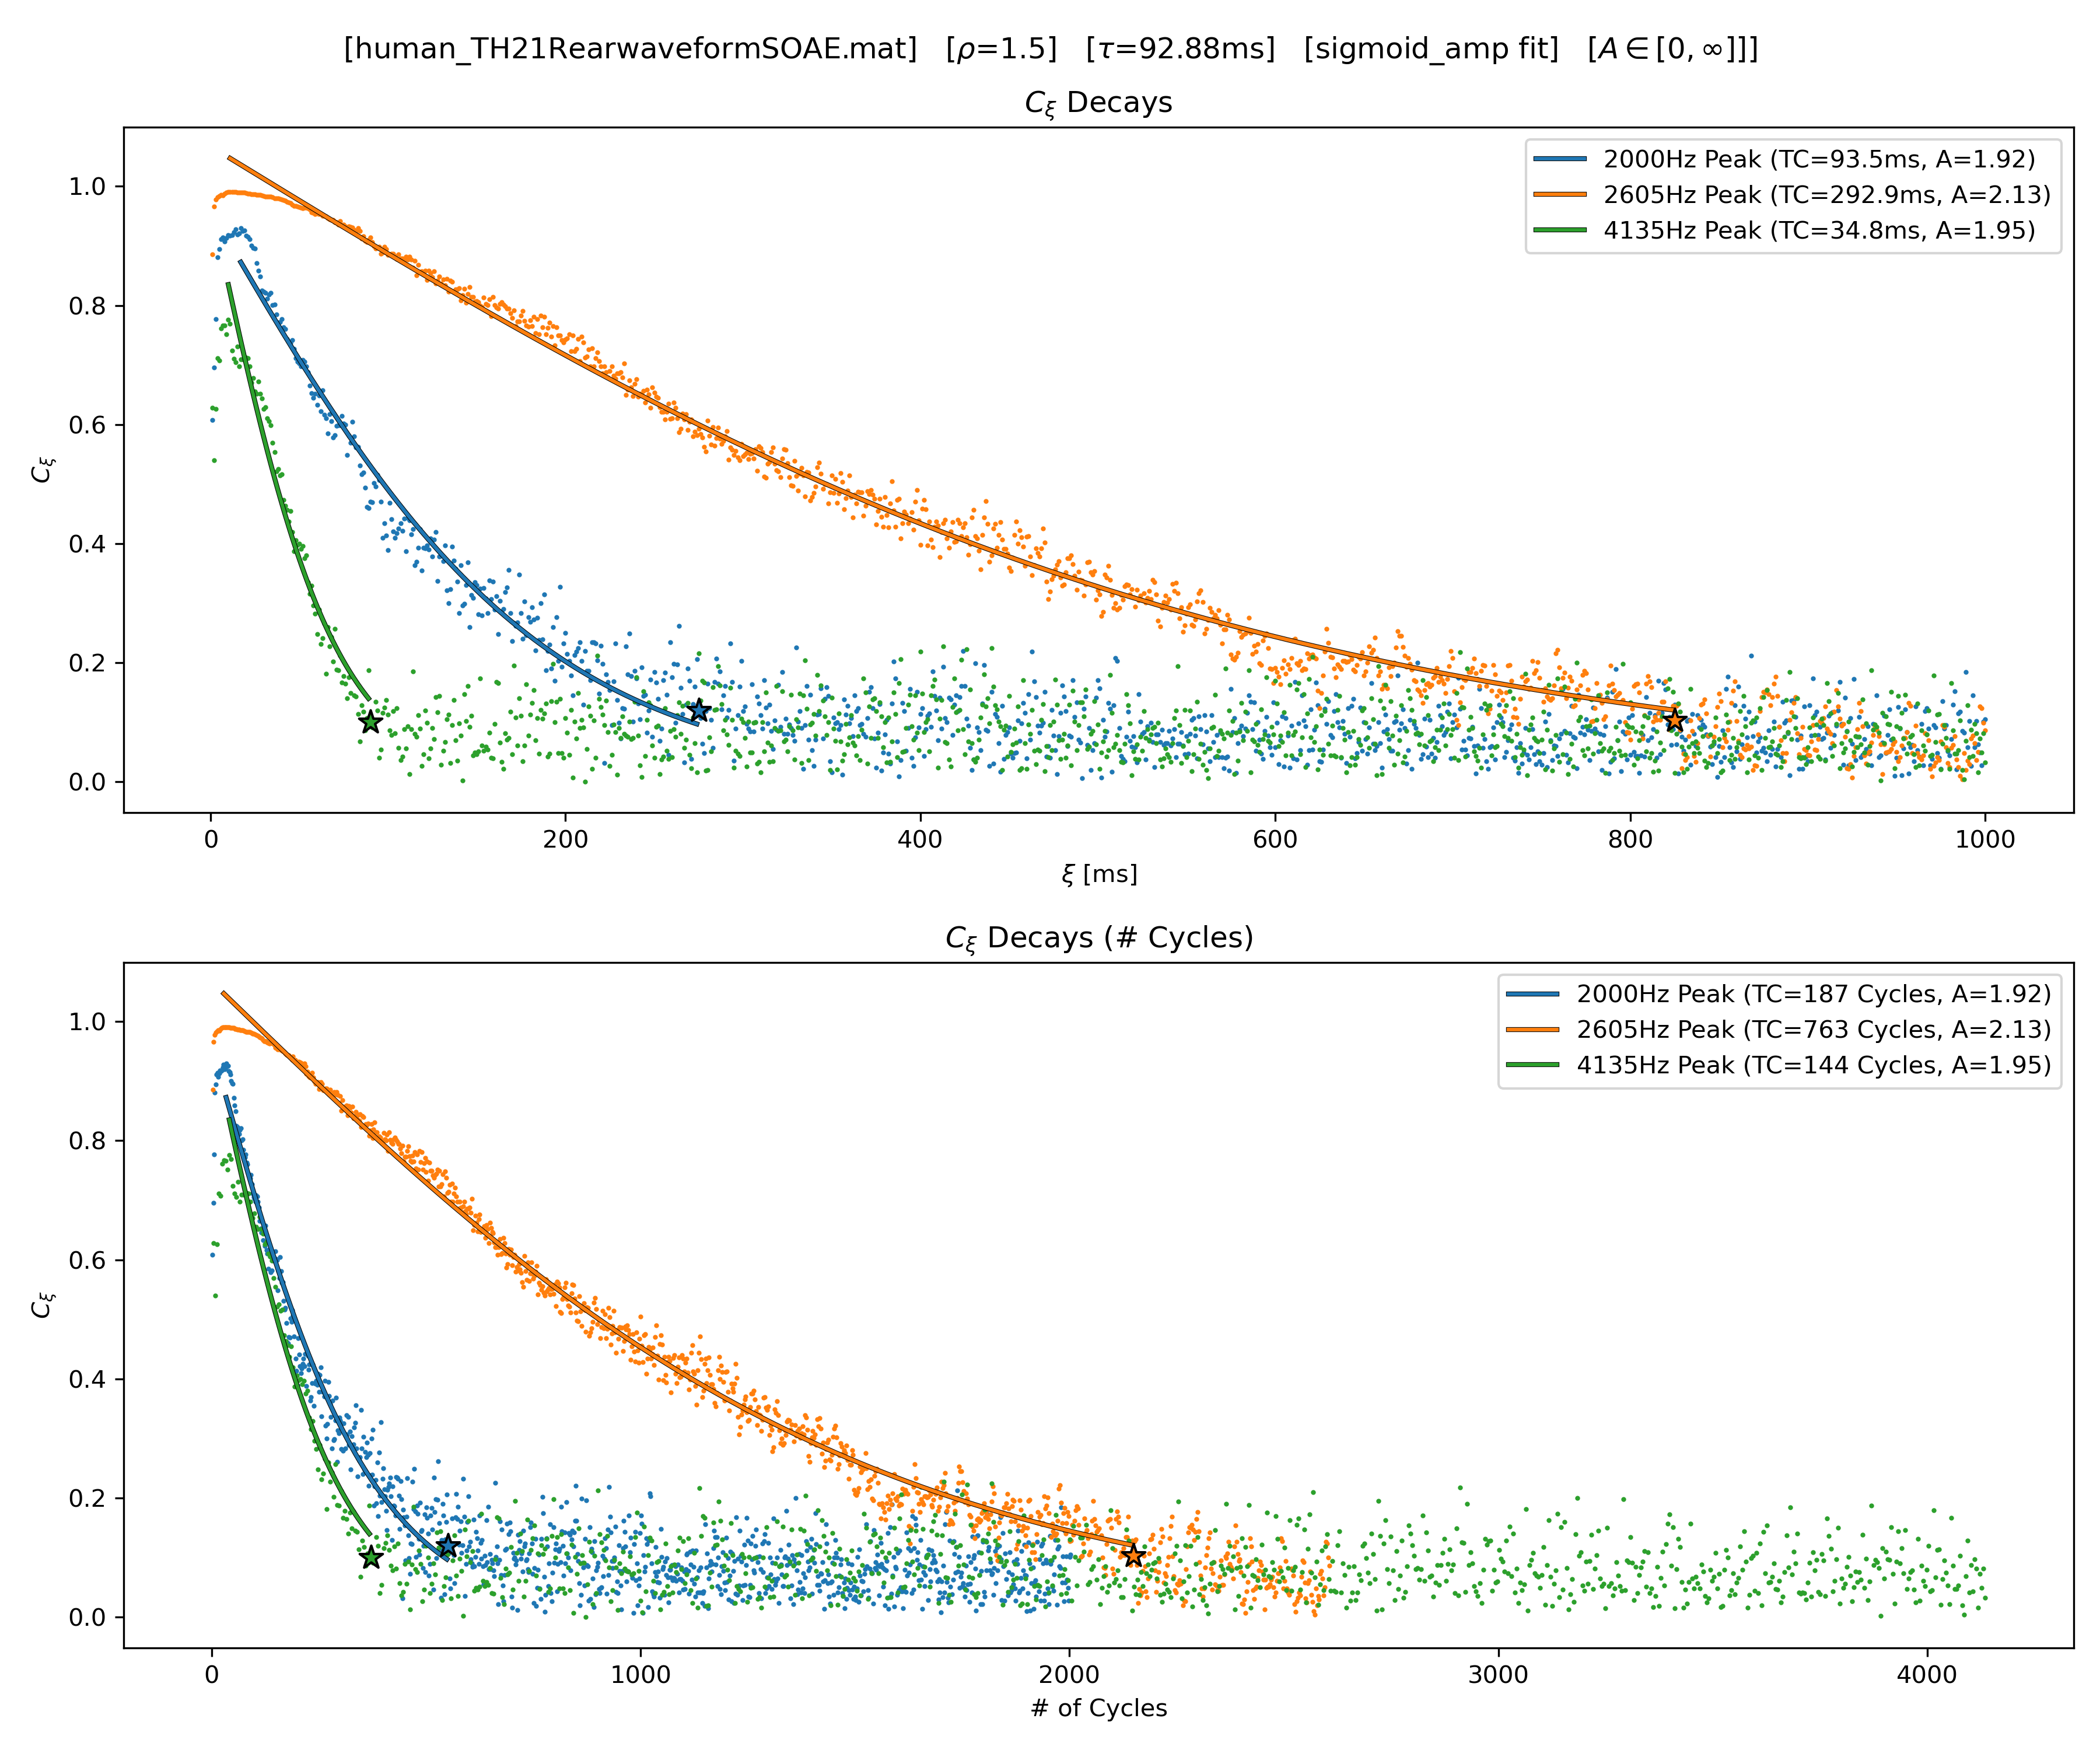 [human_TH21RearwaveformSOAE.mat] [ρ=1.5] [τ=92.88ms] [sigmoid_amp fit] [A ∈ [0, ∞]]]
C_ξ Decays
2000Hz Peak (TC=93.5ms, A=1.92)
2605Hz Peak (TC=292.9ms, A=2.13)
4135Hz Peak (TC=34.8ms, A=1.95)
C_ξ
1.0
0.8
0.6
0.4
0.2
0.0
0 200 400 600 800 1000
ξ [ms]
C_ξ Decays (# Cycles)
2000Hz Peak (TC=187 Cycles, A=1.92)
2605Hz Peak (TC=763 Cycles, A=2.13)
4135Hz Peak (TC=144 Cycles, A=1.95)
C_ξ
1.0
0.8
0.6
0.4
0.2
0.0
0 1000 2000 3000 4000
# of Cycles